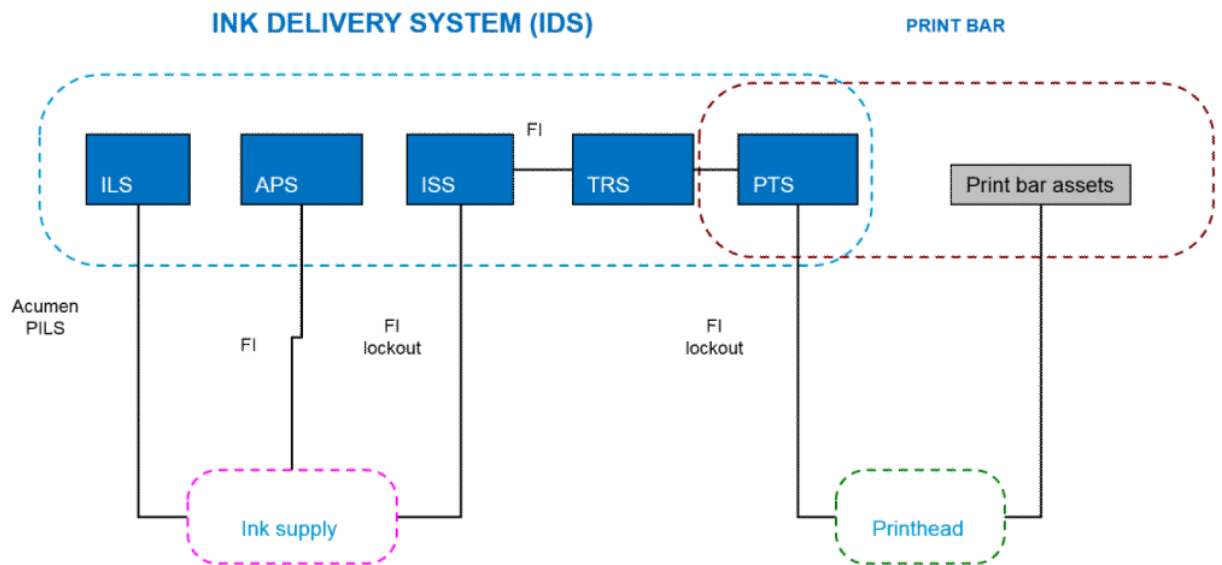 INK DELIVERY SYSTEM (IDS)
PRINT BAR
FI
ILS
APS
ISS
TRS
PTS
Print bar assets
Acumen
PILS
FI
FI
lockout
FI
lockout
Ink supply
Printhead